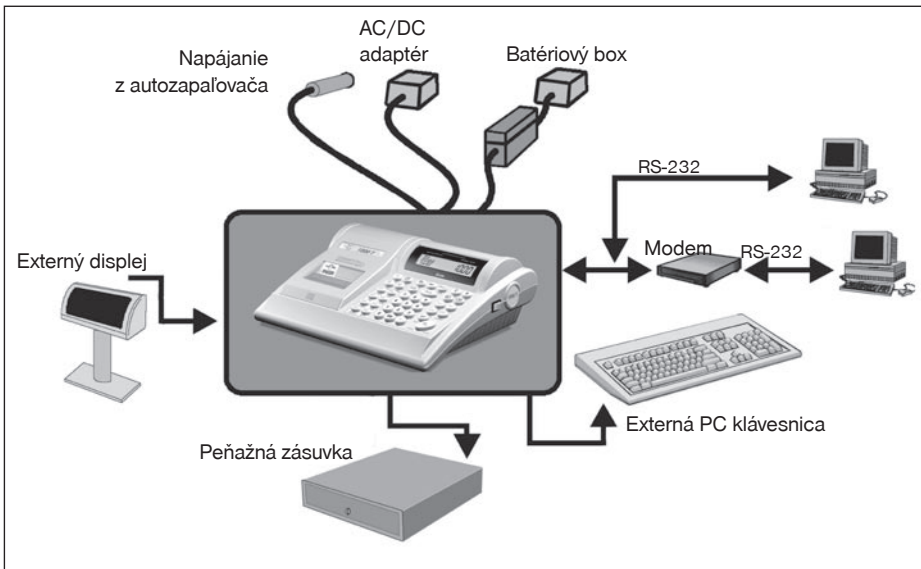 Napájanie
z autozapaľovača
AC/DC
adaptér
Batériový box
RS-232
Externý displej
Modem
RS-232
Externá PC klávesnica
Peňažná zásuvka